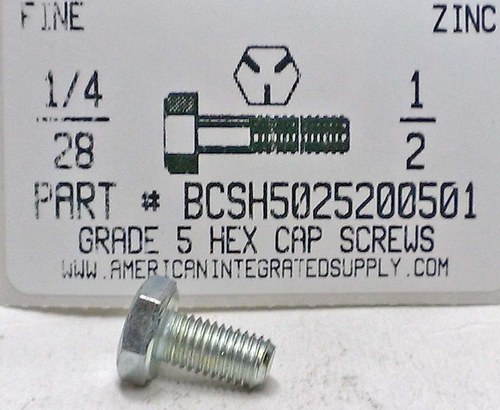 FINE ZINC
1/4 1
28 2
PART # BCSH5025200501
GRADE 5 HEX CAP SCREWS
WWW.AMERICANINTEGRATEDSUPPLY.COM